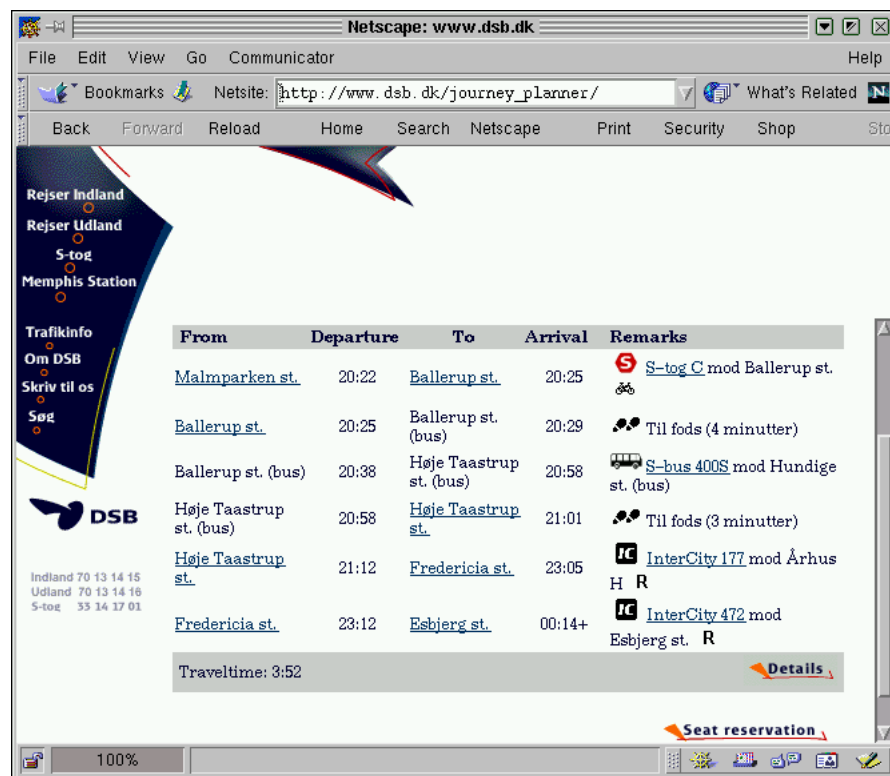 Netscape: www.dsb.dk
File Edit View Go Communicator Help
Bookmarks Netsite: http://www.dsb.dk/journey_planner/ What's Related N
Back Forward Reload Home Search Netscape Print Security Shop Sto
Rejser Indland
Rejser Udland
S-tog
Memphis Station
Trafikinfo
Om DSB
Skriv til os
Søg
DSB
Indland 70 13 14 15
Udland 70 13 14 16
S-tog 33 14 17 01
From Departure To Arrival Remarks
Malmparken st. 20:22 Ballerup st. 20:25 S S-tog C mod Ballerup st.
Ballerup st. 20:25 Ballerup st. 20:29 Til fods (4 minutter)
(bus)
Ballerup st. (bus) 20:38 Høje Taastrup 20:58 S-bus 400S mod Hundige
st. (bus) st. (bus)
Høje Taastrup 20:58 Høje Taastrup 21:01 Til fods (3 minutter)
st. (bus) st.
Høje Taastrup 21:12 Fredericia st. 23:05 IC InterCity 177 mod Århus
st. H R
Fredericia st. 23:12 Esbjerg st. 00:14+ IC InterCity 472 mod
Esbjerg st. R
Traveltime: 3:52 Details
Seat reservation
100%